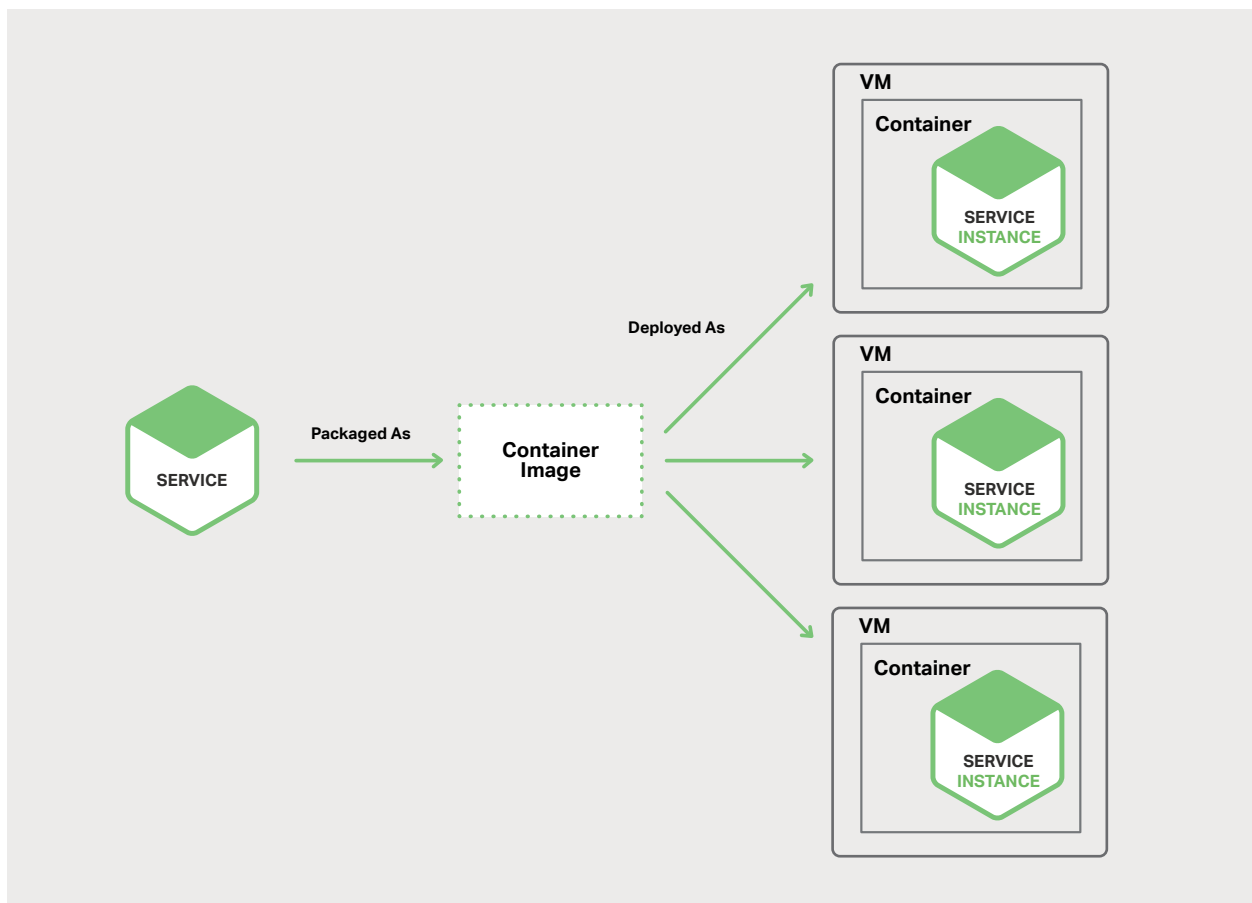 SERVICE
Packaged As
Container
Image
Deployed As
VM
Container
SERVICE
INSTANCE
VM
Container
SERVICE
INSTANCE
VM
Container
SERVICE
INSTANCE